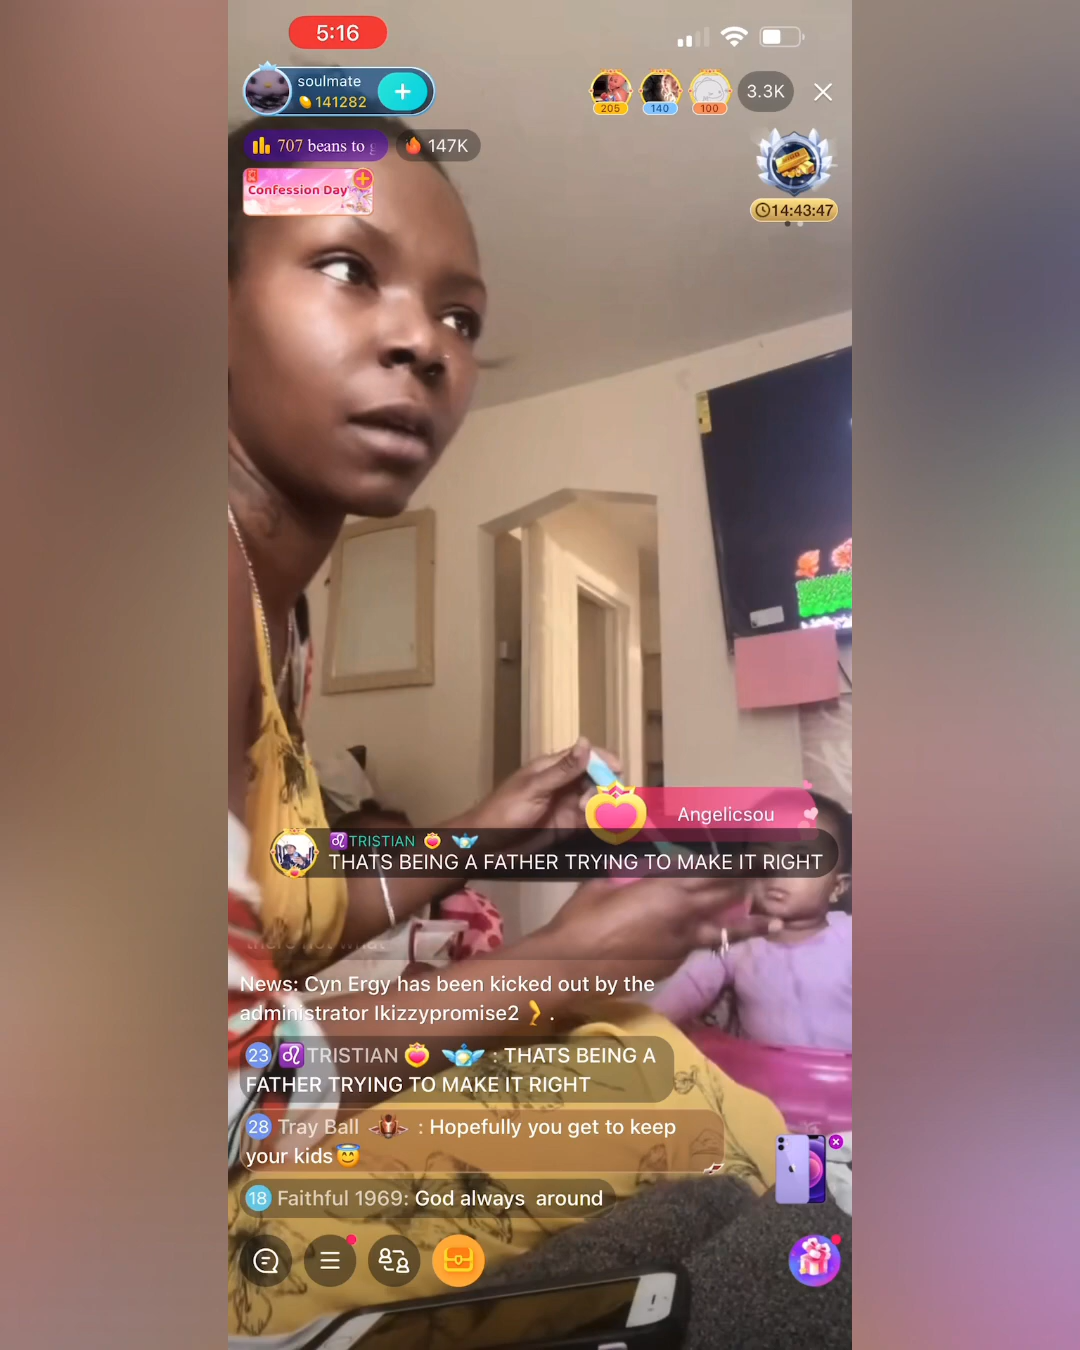 5:16
soulmate
141282
205
140
100
3.3K
707 beans to g
147K
Confession Day
14:43:47
Angelicsou
TRISTIAN
THATS BEING A FATHER TRYING TO MAKE IT RIGHT
there not what
News: Cyn Ergy has been kicked out by the
administrator Ikizzypromise2 .
23 TRISTIAN : THATS BEING A
FATHER TRYING TO MAKE IT RIGHT
28 Tray Ball : Hopefully you get to keep
your kids😇
18 Faithful 1969: God always around